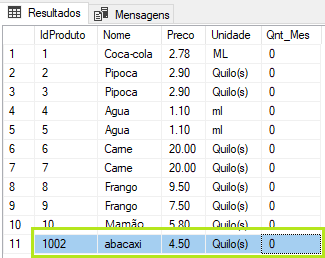 Resultados Mensagens
IdProduto Nome Preco Unidade Qnt_Mes
1 1 Coca-cola 2.78 ML 0
2 2 Pipoca 2.90 Quilo(s) 0
3 3 Pipoca 2.90 Quilo(s) 0
4 4 Agua 1.10 ml 0
5 5 Agua 1.10 ml 0
6 6 Carne 20.00 Quilo(s) 0
7 7 Carne 20.00 Quilo(s) 0
8 8 Frango 9.50 Quilo(s) 0
9 9 Frango 7.50 Quilo(s) 0
10 10 Mamão 5.80 Quilo(s) 0
11 1002 abacaxi 4.50 Quilo(s) 0